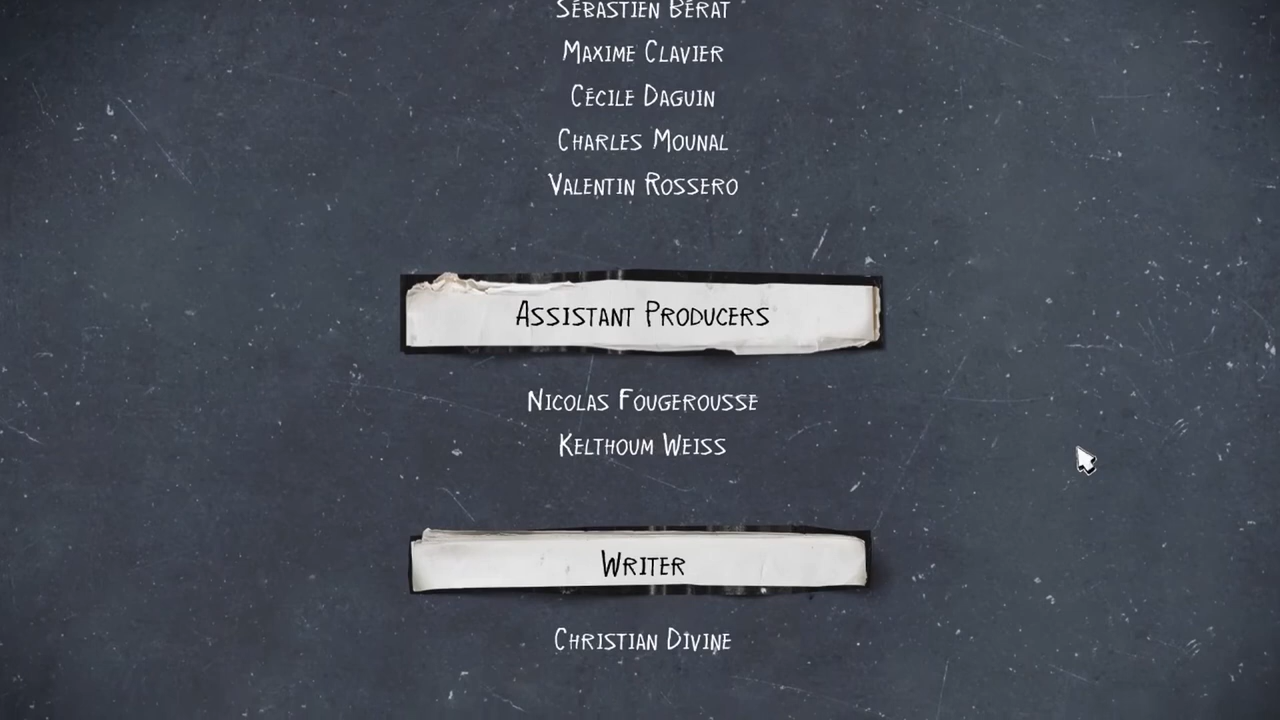 Sébastien Bérat
Maxime Clavier
Cécile Daguin
Charles Mounal
Valentin Rossero
Assistant Producers
Nicolas Fougerousse
Kelthoum Weiss
Writer
Christian Divine